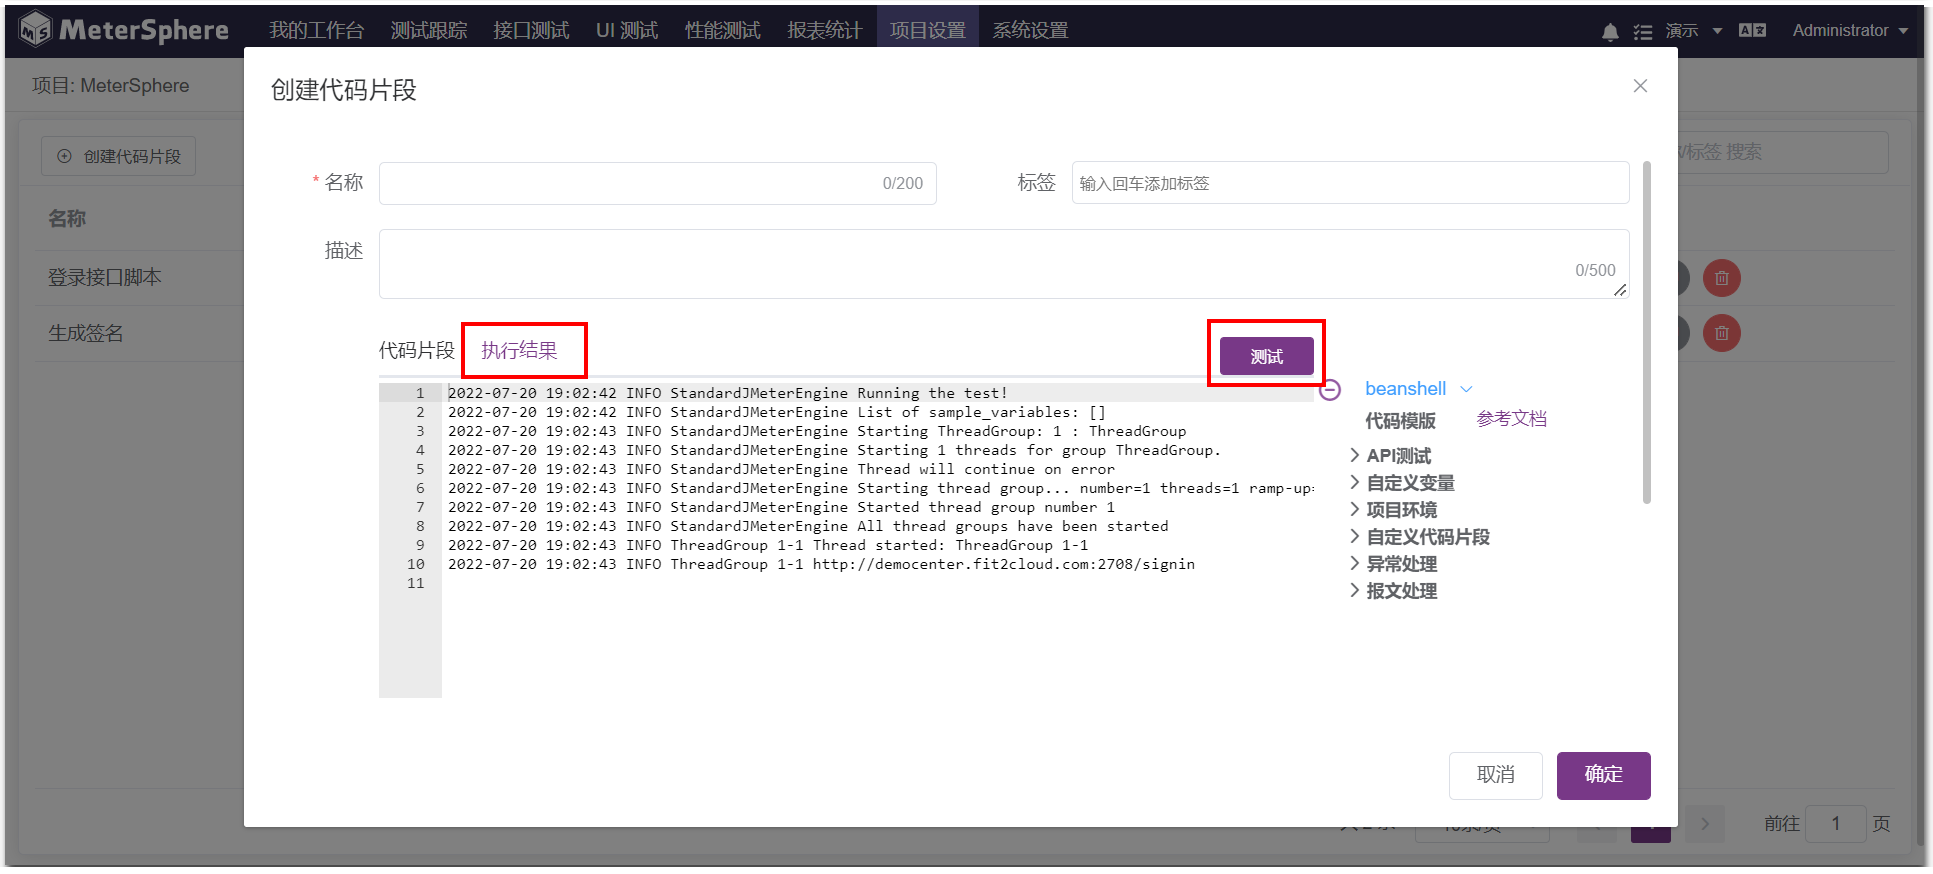 MeterSphere 我的工作台 测试跟踪 接口测试 UI 测试 性能测试 报表统计 项目设置 系统设置 演示 Administrator
项目: MeterSphere
创建代码片段
创建代码片段
标签 搜索
* 名称 0/200 标签 输入回车添加标签
名称
描述 0/500
登录接口脚本
生成签名
代码片段 执行结果 测试
1 2022-07-20 19:02:42 INFO StandardJMeterEngine Running the test!
2 2022-07-20 19:02:42 INFO StandardJMeterEngine List of sample_variables: []
3 2022-07-20 19:02:43 INFO StandardJMeterEngine Starting ThreadGroup: 1 : ThreadGroup
4 2022-07-20 19:02:43 INFO StandardJMeterEngine Starting 1 threads for group ThreadGroup.
5 2022-07-20 19:02:43 INFO StandardJMeterEngine Thread will continue on error
6 2022-07-20 19:02:43 INFO StandardJMeterEngine Starting thread group... number=1 threads=1 ramp-up=
7 2022-07-20 19:02:43 INFO StandardJMeterEngine Started thread group number 1
8 2022-07-20 19:02:43 INFO StandardJMeterEngine All thread groups have been started
9 2022-07-20 19:02:43 INFO ThreadGroup 1-1 Thread started: ThreadGroup 1-1
10 2022-07-20 19:02:43 INFO ThreadGroup 1-1 http://democenter.fit2cloud.com:2708/signin
11
beanshell
代码模版 参考文档
API测试
自定义变量
项目环境
自定义代码片段
异常处理
报文处理
取消 确定
前往 1 页